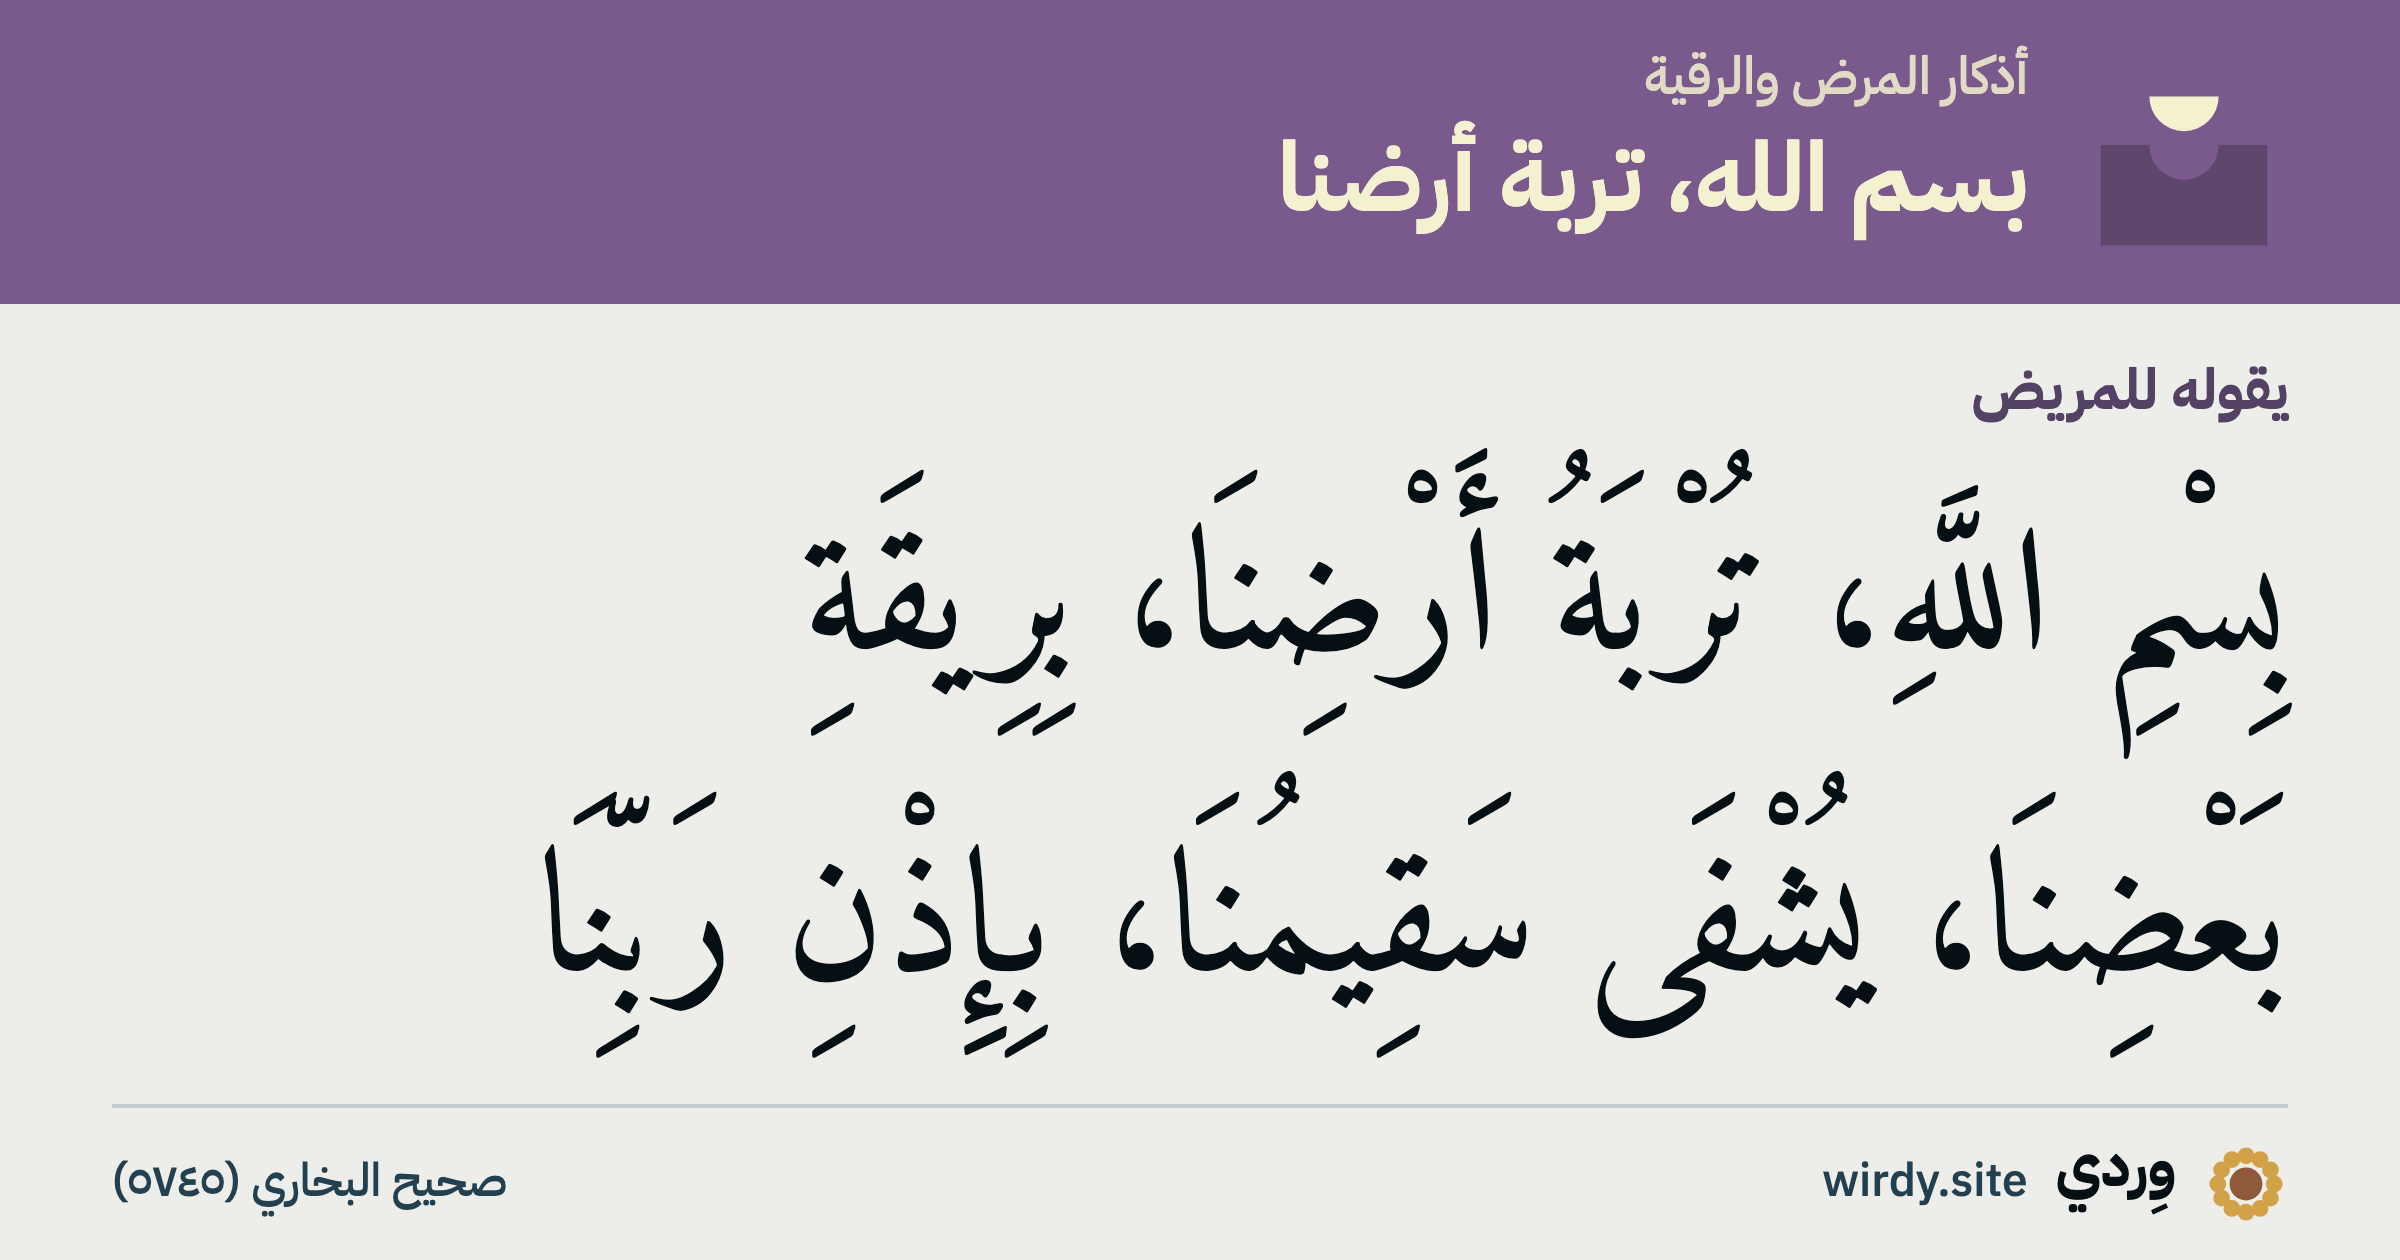 أذكار المرض والرقية
بسم الله، تربة أرضنا
يقوله للمريض
بِسْمِ اللَّهِ، تُرْبَةُ أَرْضِنَا، بِرِيقَةِ
بَعْضِنَا، يُشْفَى سَقِيمُنَا، بِإِذْنِ رَبِّنَا
وِردي wirdy.site
صحيح البخاري (٥٧٤٥)